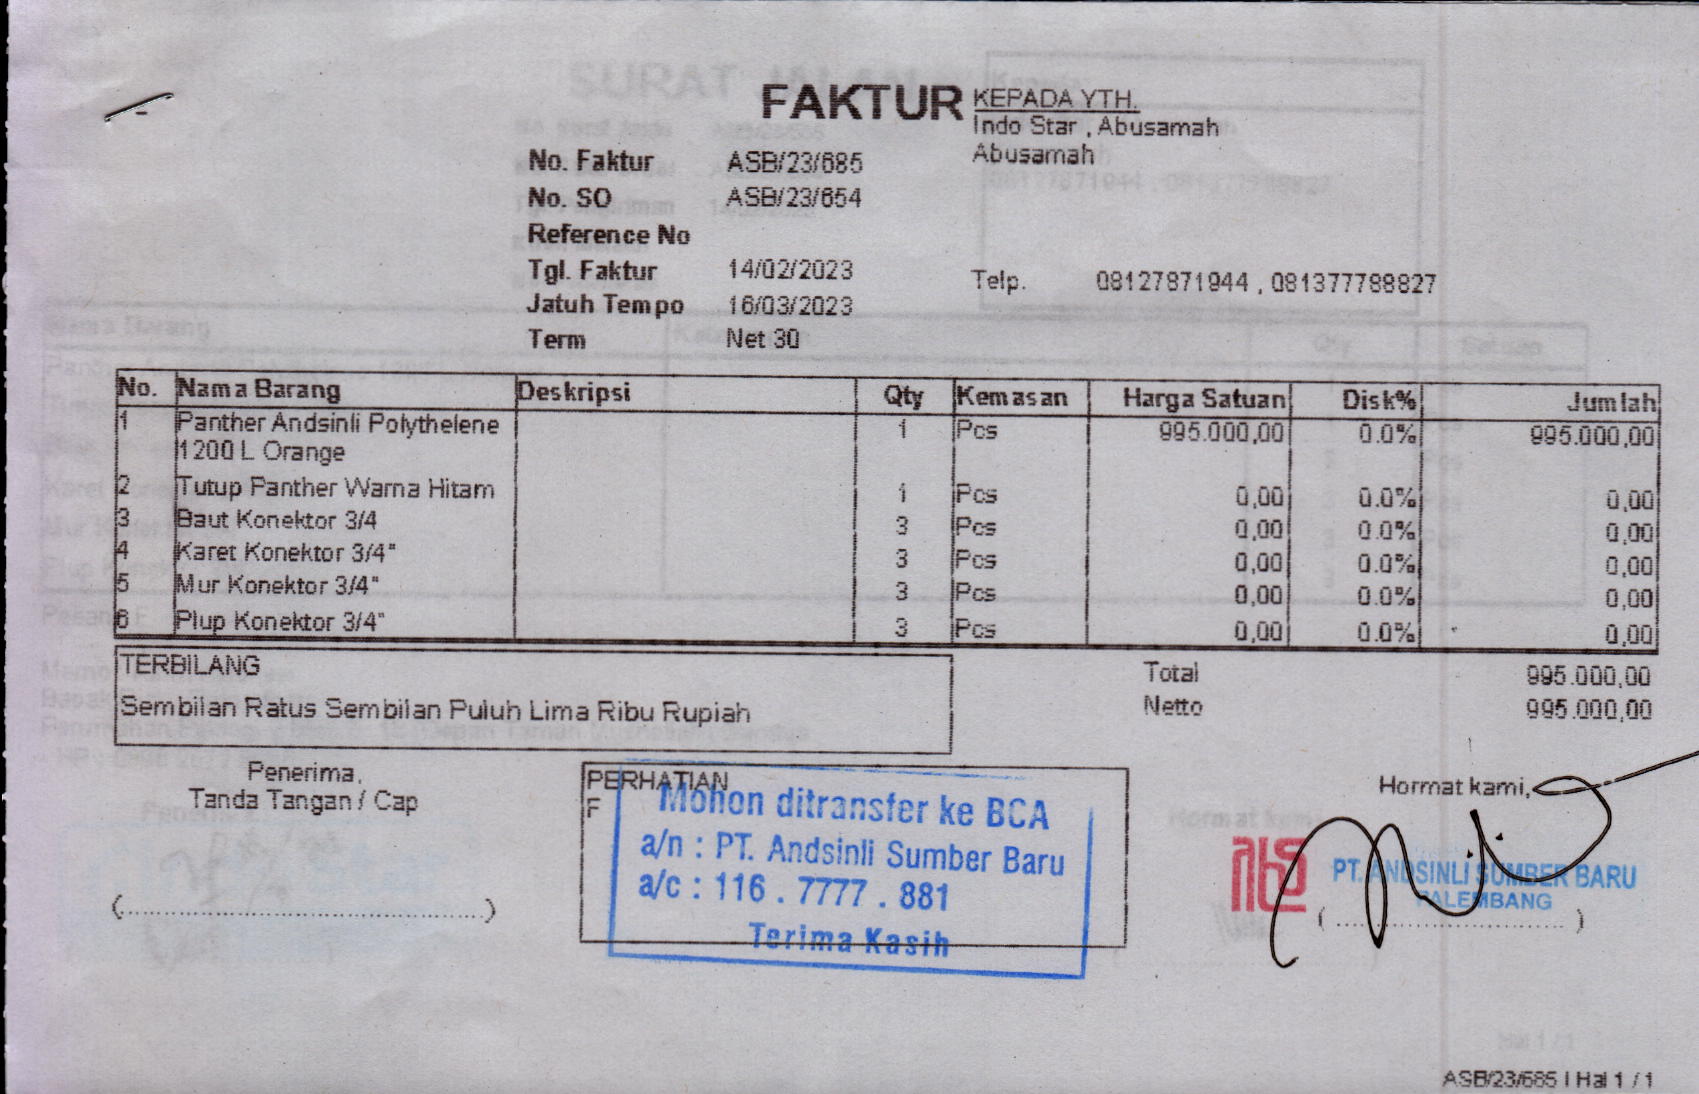 FAKTUR
KEPADA YTH.
Indo Star , Abusamah
Abusamah
No. Faktur ASB/23/685
No. SO ASB/23/654
Reference No
Tgl. Faktur 14/02/2023
Telp. 08127871944 , 081377788827
Jatuh Tempo 16/03/2023
Term Net 30
No. Nama Barang Deskripsi Qty Kemasan Harga Satuan Disk% Jumlah
1 Panther Andsinli Polythelene 1 Pcs 995.000,00 0.0% 995.000,00
1200 L Orange
2 Tutup Panther Warna Hitam 1 Pcs 0,00 0.0% 0,00
3 Baut Konektor 3/4 3 Pcs 0,00 0.0% 0,00
4 Karet Konektor 3/4" 3 Pcs 0,00 0.0% 0,00
5 Mur Konektor 3/4" 3 Pcs 0,00 0.0% 0,00
6 Plup Konektor 3/4" 3 Pcs 0,00 0.0% 0,00
TERBILANG
Sembilan Ratus Sembilan Puluh Lima Ribu Rupiah
Total 995.000,00
Netto 995.000,00
Penerima,
Tanda Tangan / Cap
(..........................................)
PERHATIAN
F
Mohon ditransfer ke BCA
a/n : PT. Andsinli Sumber Baru
a/c : 116 . 7777 . 881
Terima Kasih
Hormat kami,
PT. ANDSINLI SUMBER BARU
PALEMBANG
(..............................)
ASB/23/685 | Hal 1 / 1